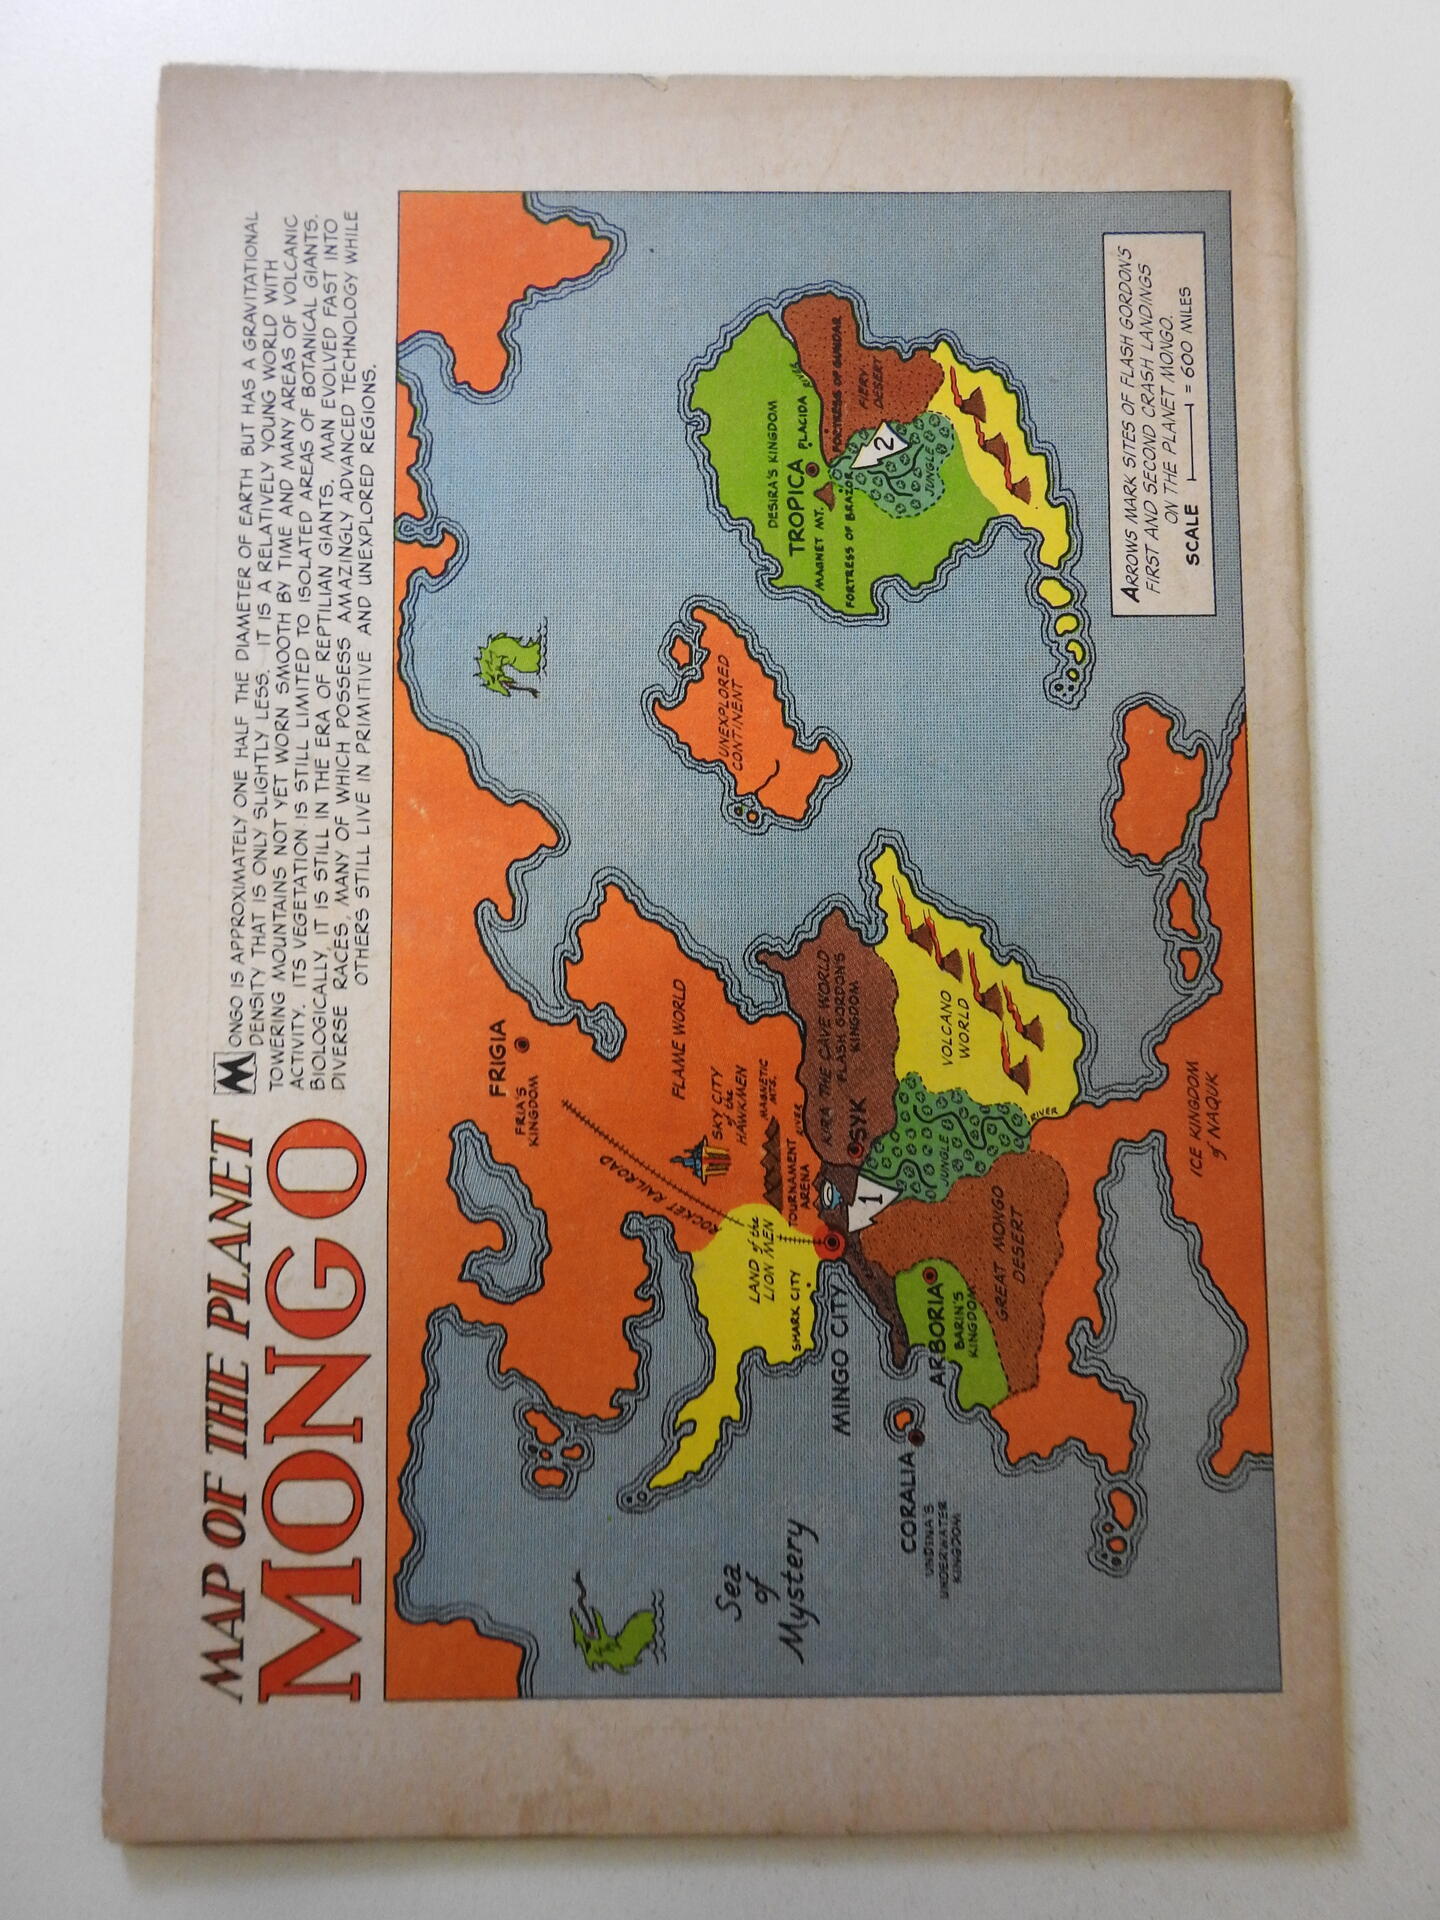 MAP OF THE PLANET
MONGO
MONGO IS APPROXIMATELY ONE HALF THE DIAMETER OF EARTH BUT HAS A GRAVITATIONAL
DENSITY THAT IS ONLY SLIGHTLY LESS. IT IS A RELATIVELY YOUNG WORLD WITH
TOWERING MOUNTAINS NOT YET WORN SMOOTH BY TIME AND MANY AREAS OF VOLCANIC
ACTIVITY. ITS VEGETATION IS STILL LIMITED TO ISOLATED AREAS OF BOTANICAL GIANTS.
BIOLOGICALLY, IT IS STILL IN THE ERA OF REPTILIAN GIANTS. MAN EVOLVED FAST INTO
DIVERSE RACES, MANY OF WHICH POSSESS AMAZINGLY ADVANCED TECHNOLOGY WHILE
OTHERS STILL LIVE IN PRIMITIVE AND UNEXPLORED REGIONS.
FRIGIA
FRIA'S
KINGDOM
ROCKET RAILROAD
FLAME WORLD
SKY CITY
of the
HAWKMEN
MAGNETIC
MTS.
RIVER
TOURNAMENT
ARENA
LAND of the
LION MEN
SHARK CITY
MINGO CITY
Sea
of
Mystery
CORALIA
UNDINA'S
UNDERWATER
KINGDOM
ARBORIA
BARIN'S
KINGDOM
GREAT MONGO
DESERT
1
SYK
KIRA THE CAVE WORLD
FLASH GORDON'S
KINGDOM
JUNGLE
RIVER
VOLCANO
WORLD
ICE KINGDOM
of NAQUK
UNEXPLORED
CONTINENT
DESIRA'S KINGDOM
TROPICA
PLACIDA RIVER
MAGNET MT.
FORTRESS OF BRAZOR
FORTRESS OF GUNDAR
FIERY
DESERT
2
JUNGLE
ARROWS MARK SITES OF FLASH GORDON'S
FIRST AND SECOND CRASH LANDINGS
ON THE PLANET MONGO.
SCALE = 600 MILES